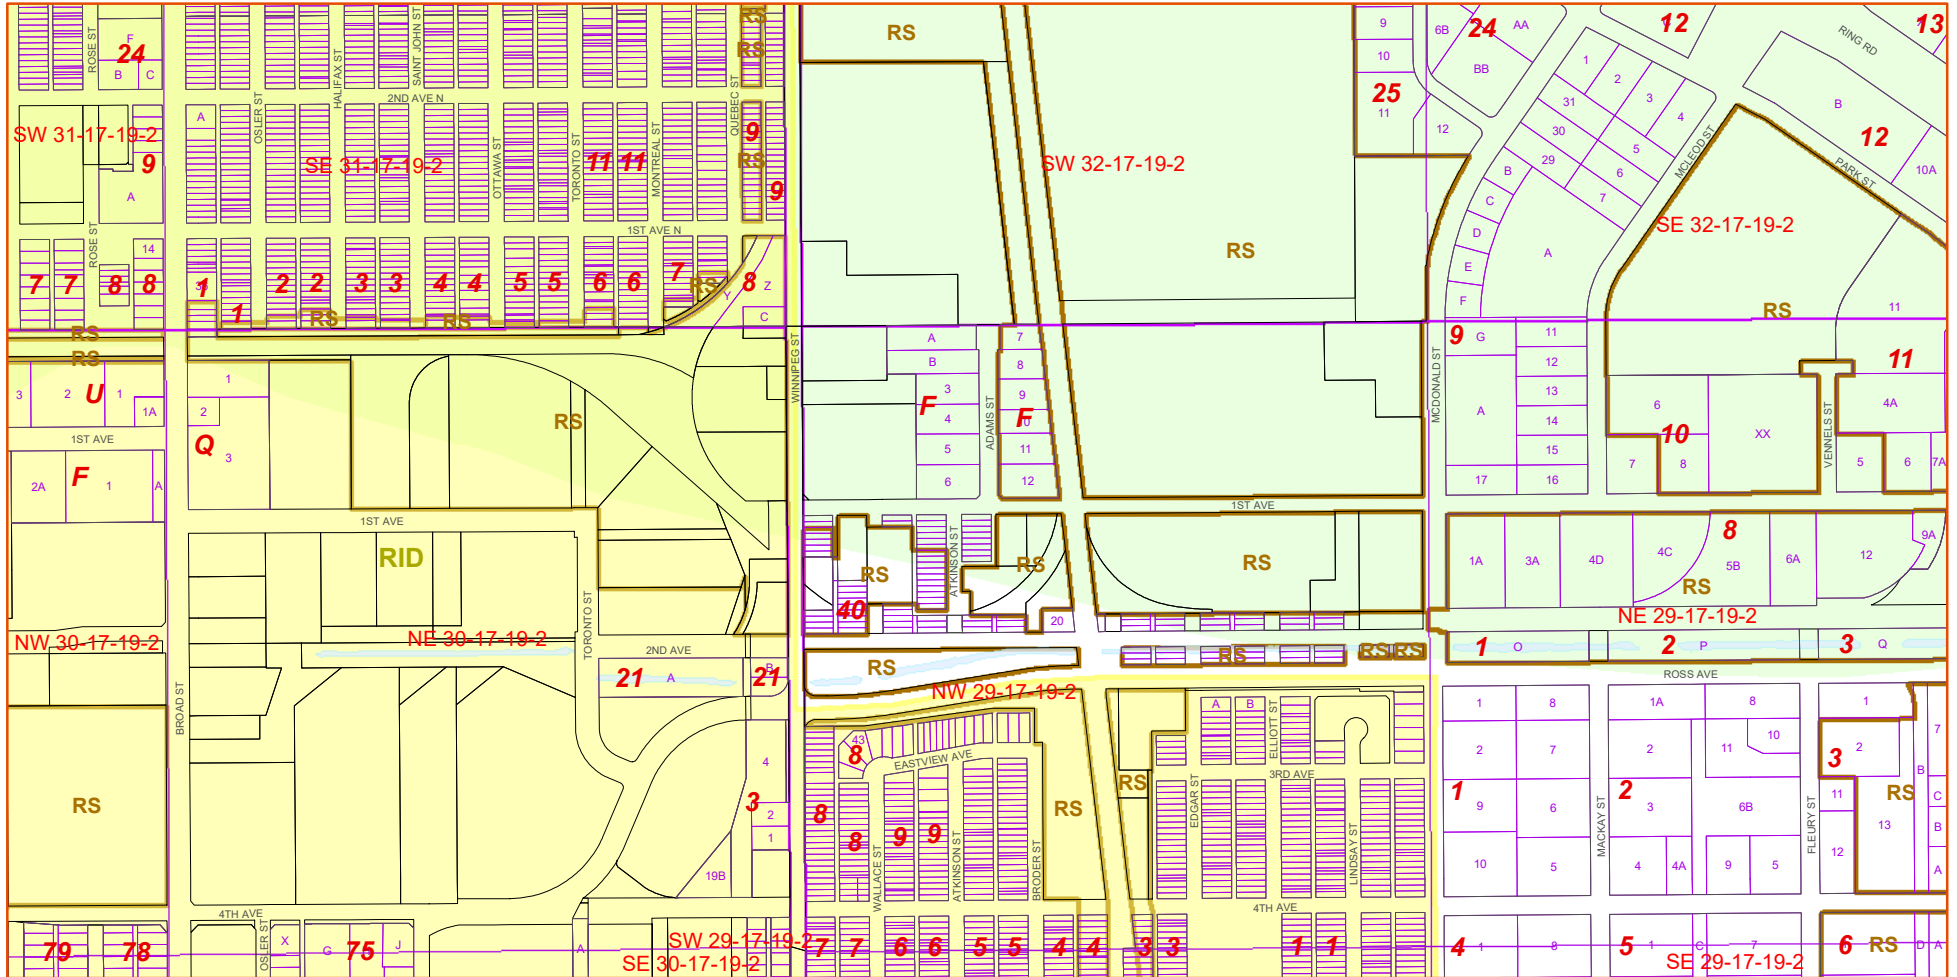 RS
RS
9
6B
24
AA
12
13
ROSE ST
F
24
B
C
HALIFAX ST
SAINT JOHN ST
RS
10
BB
RING RD
1
2
3
4
31
30
29
5
6
7
B
12
10A
QUEBEC ST
2ND AVE N
OSLER ST
A
25
11
12
MCLEOD ST
PARK ST
SW 31-17-19-2
9
A
SE 31-17-19-2
OTTAWA ST
TORONTO ST
11
11
MONTREAL ST
9
RS
9
SW 32-17-19-2
B
C
D
E
F
A
SE 32-17-19-2
ROSE ST
1ST AVE N
14
RS
7
7
8
8
1
1
2
2
3
3
4
4
5
5
6
6
7
RS
Y
8
Z
C
RS
11
RS
RS
RS
RS
WINNIPEG ST
A
B
3
4
5
6
F
ADAMS ST
7
8
9
10
11
12
F
MCDONALD ST
9
G
A
17
11
12
13
14
15
16
11
4A
3
2
U
1
1A
1
2
Q
3
RS
6
10
XX
7
8
VENNELS ST
5
6
7A
1ST AVE
2A
F
1
A
1ST AVE
1ST AVE
RID
RS
ATKINSON ST
RS
RS
40
20
1A
3A
4D
4C
8
5B
6A
12
9A
RS
NE 29-17-19-2
NW 30-17-19-2
NE 30-17-19-2
TORONTO ST
2ND AVE
21
A
B
21
RS
RS
RS
RS
1
O
2
P
3
Q
ROSS AVE
BROAD ST
NW 29-17-19-2
1
8
1A
8
1
43
8
EASTVIEW AVE
A
B
ELLIOTT ST
2
7
2
11
10
3
2
7
4
3
2
1
19B
RS
8
8
9
9
WALLACE ST
ATKINSON ST
BRODER ST
RS
RS
3RD AVE
EDGAR ST
LINDSAY ST
1
9
6
10
5
MACKAY ST
2
3
6B
4
4A
9
5
FLEURY ST
11
12
13
RS
B
C
B
A
4TH AVE
4TH AVE
79
78
OSLER ST
X
G
75
J
A
SW 29-17-19-2
SE 30-17-19-2
7
7
6
6
5
5
4
4
3
3
1
1
4
1
8
5
1
C
7
SE 29-17-19-2
6
RS
D
A